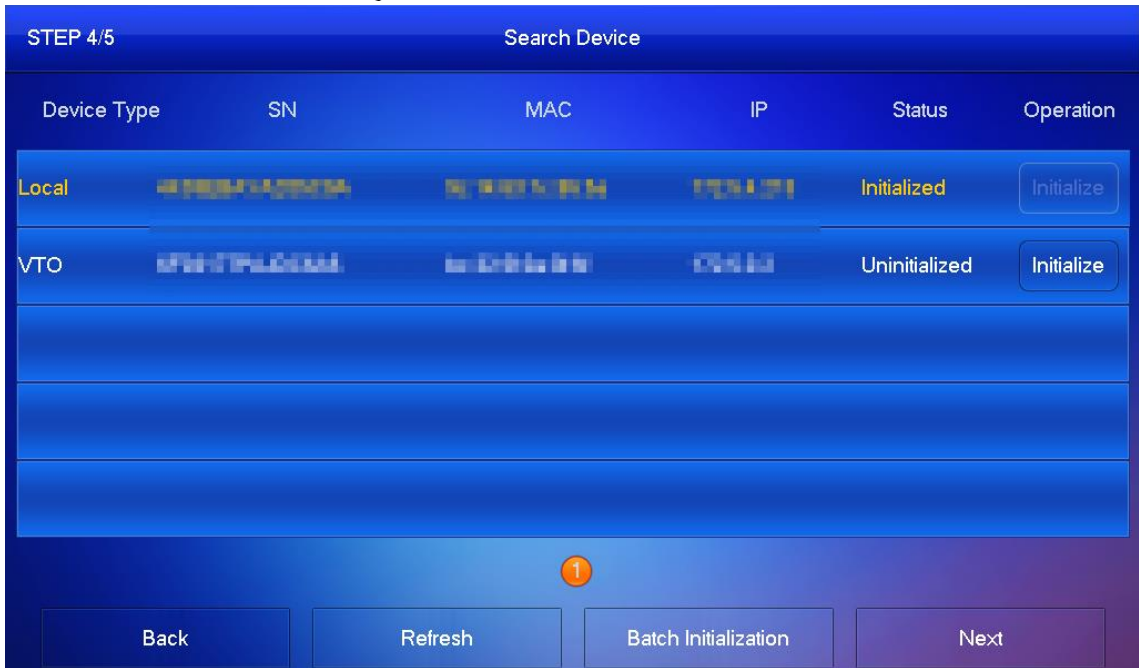 STEP 4/5 Search Device
Device Type SN MAC IP Status Operation
Local Initialized Initialize
VTO Uninitialized Initialize
1
Back Refresh Batch Initialization Next